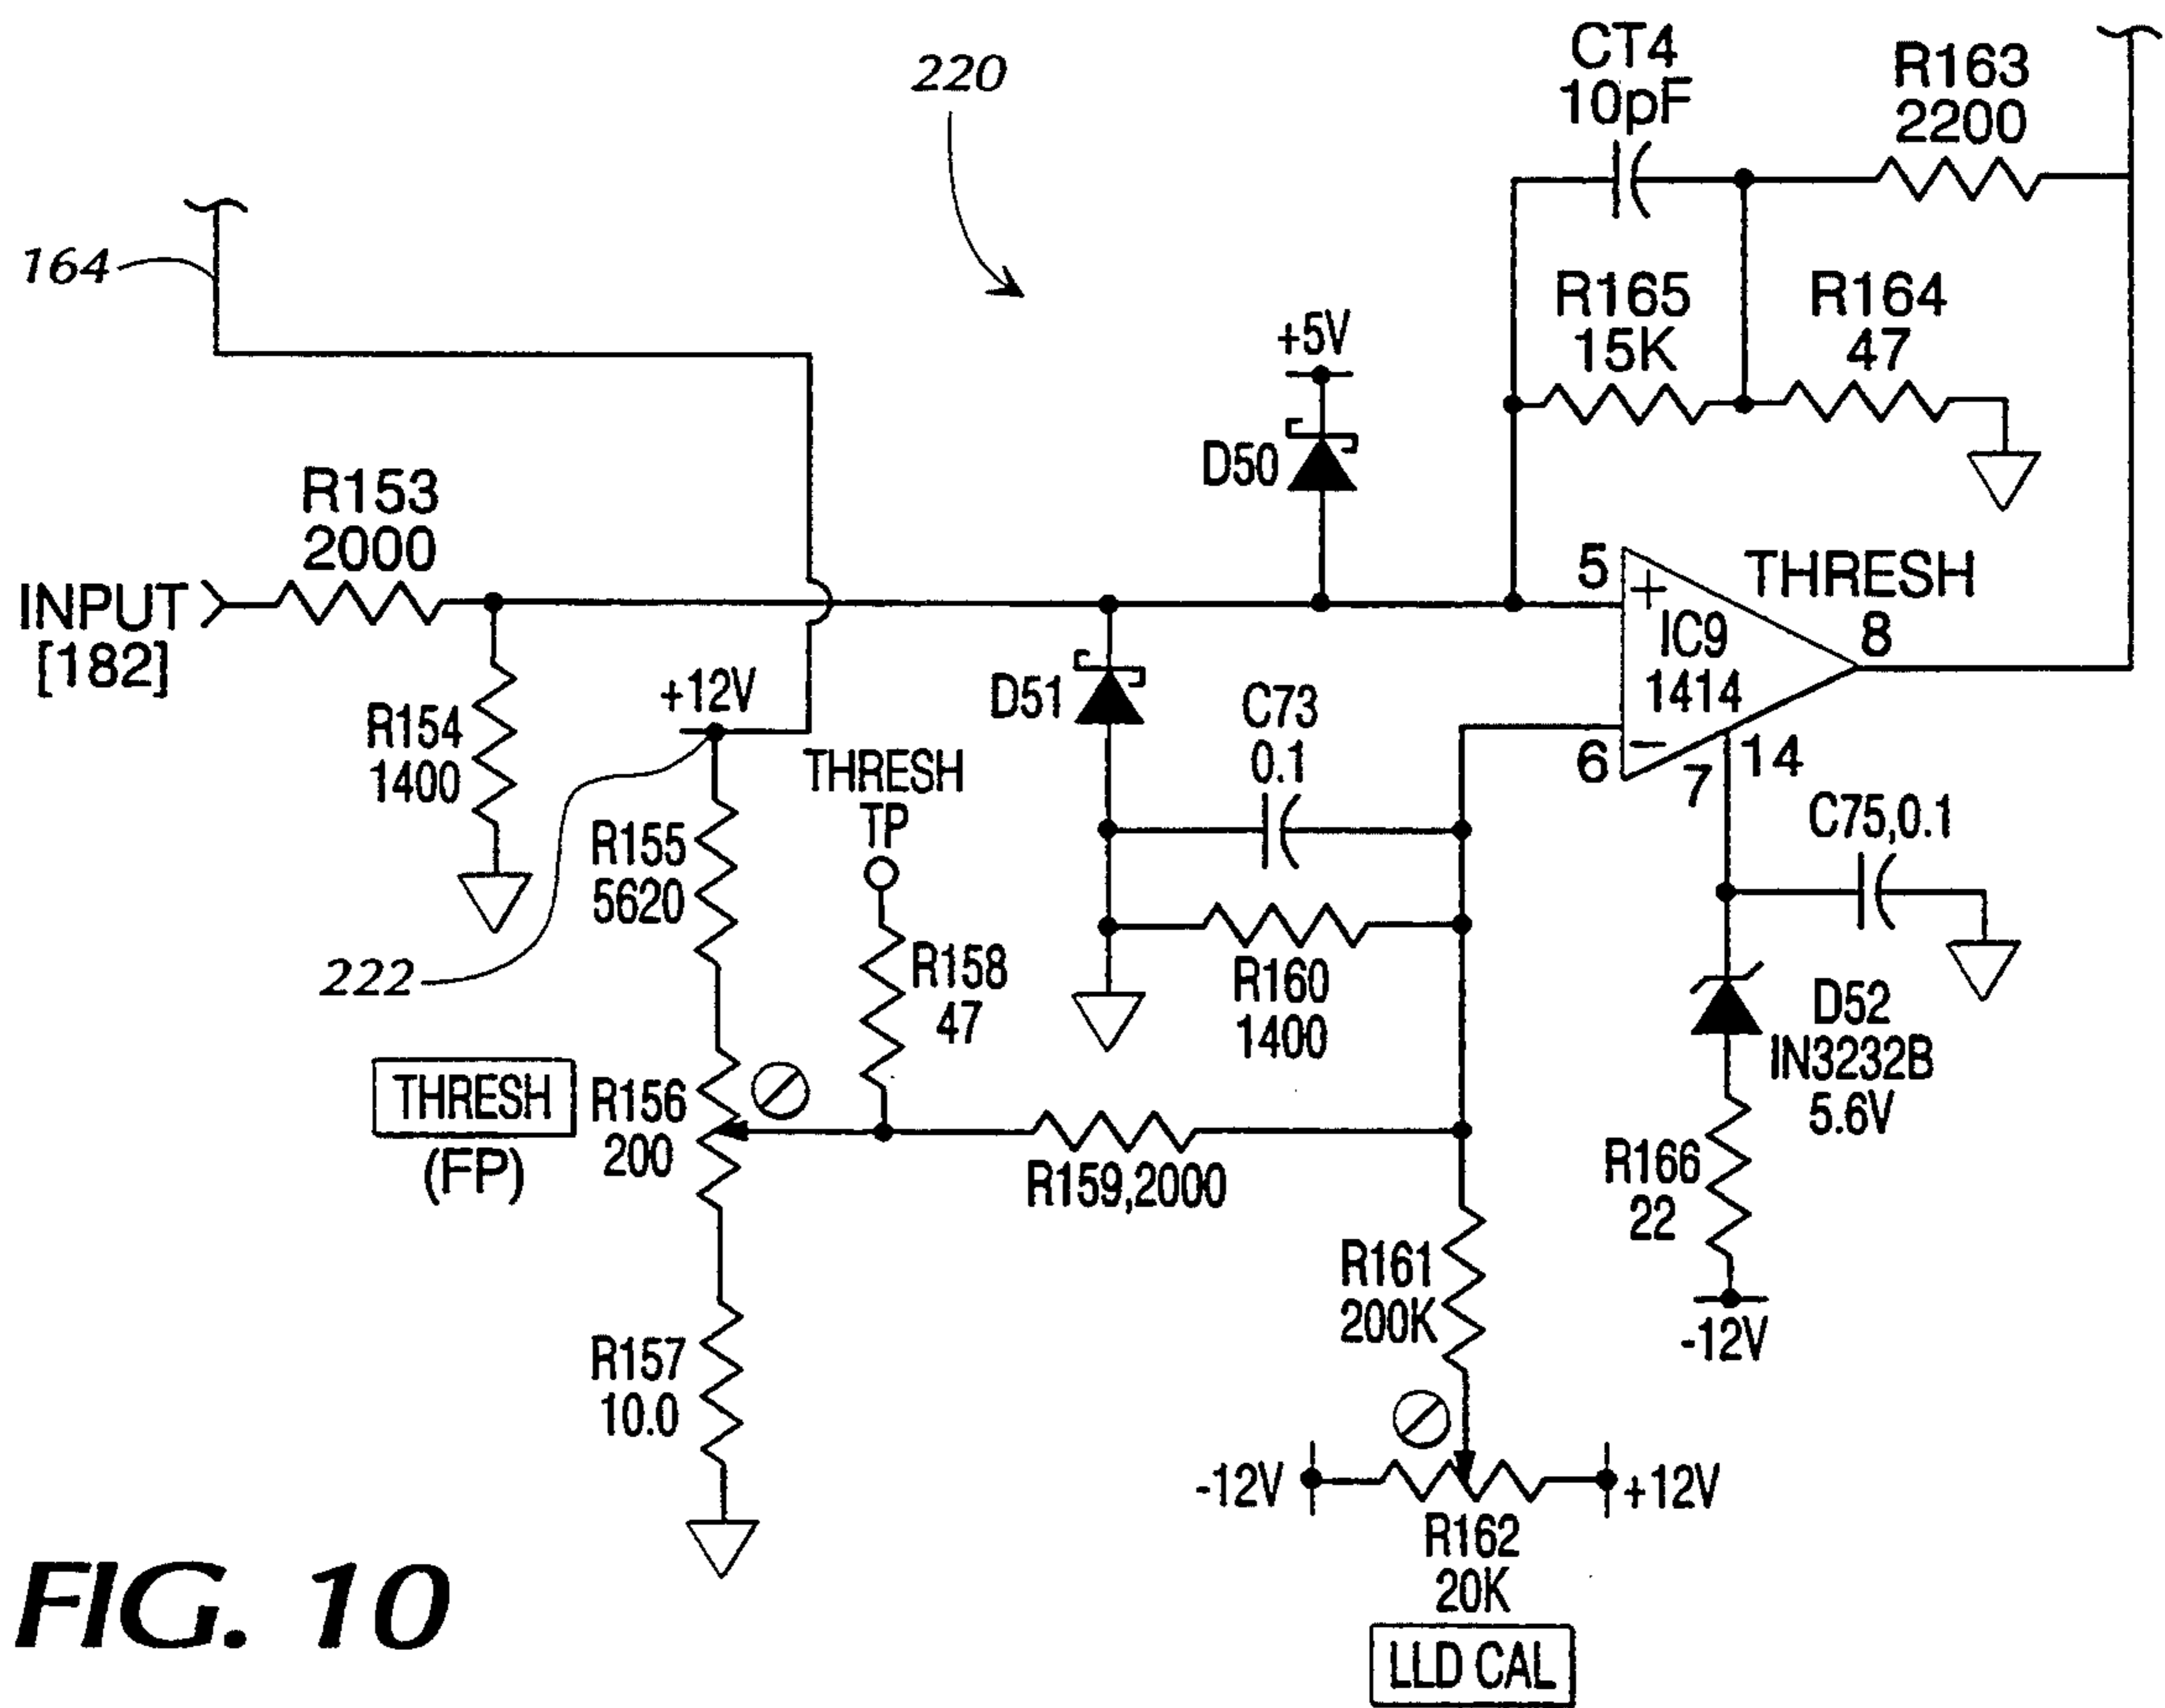 220
CT4
10pF
R163
2200
164
R165
15K
R164
47
+5V
D50
R153
2000
INPUT
[182]
5
+
THRESH
IC9
1414
8
R154
1400
+12V
D51
C73
0.1
6
−
7
14
THRESH
TP
C75,0.1
R155
5620
222
R158
47
R160
1400
D52
IN3232B
5.6V
THRESH
(FP)
R156
200
R159,2000
R166
22
R161
200K
-12V
R157
10.0
-12V
+12V
R162
20K
LLD CAL
FIG. 10